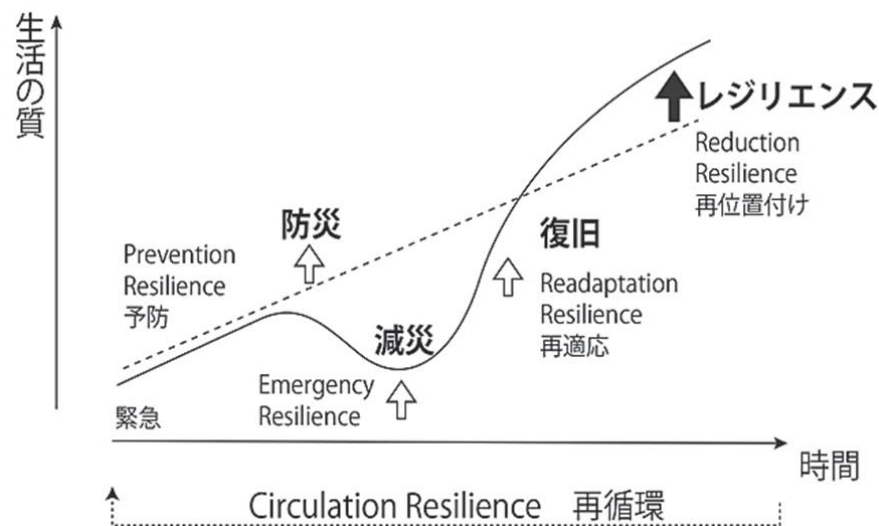 生活の質
レジリエンス
Reduction
Resilience
再位置付け
防災
復旧
Prevention
Resilience
予防
Readaptation
Resilience
再適応
減災
Emergency
Resilience
緊急
時間
Circulation Resilience 再循環